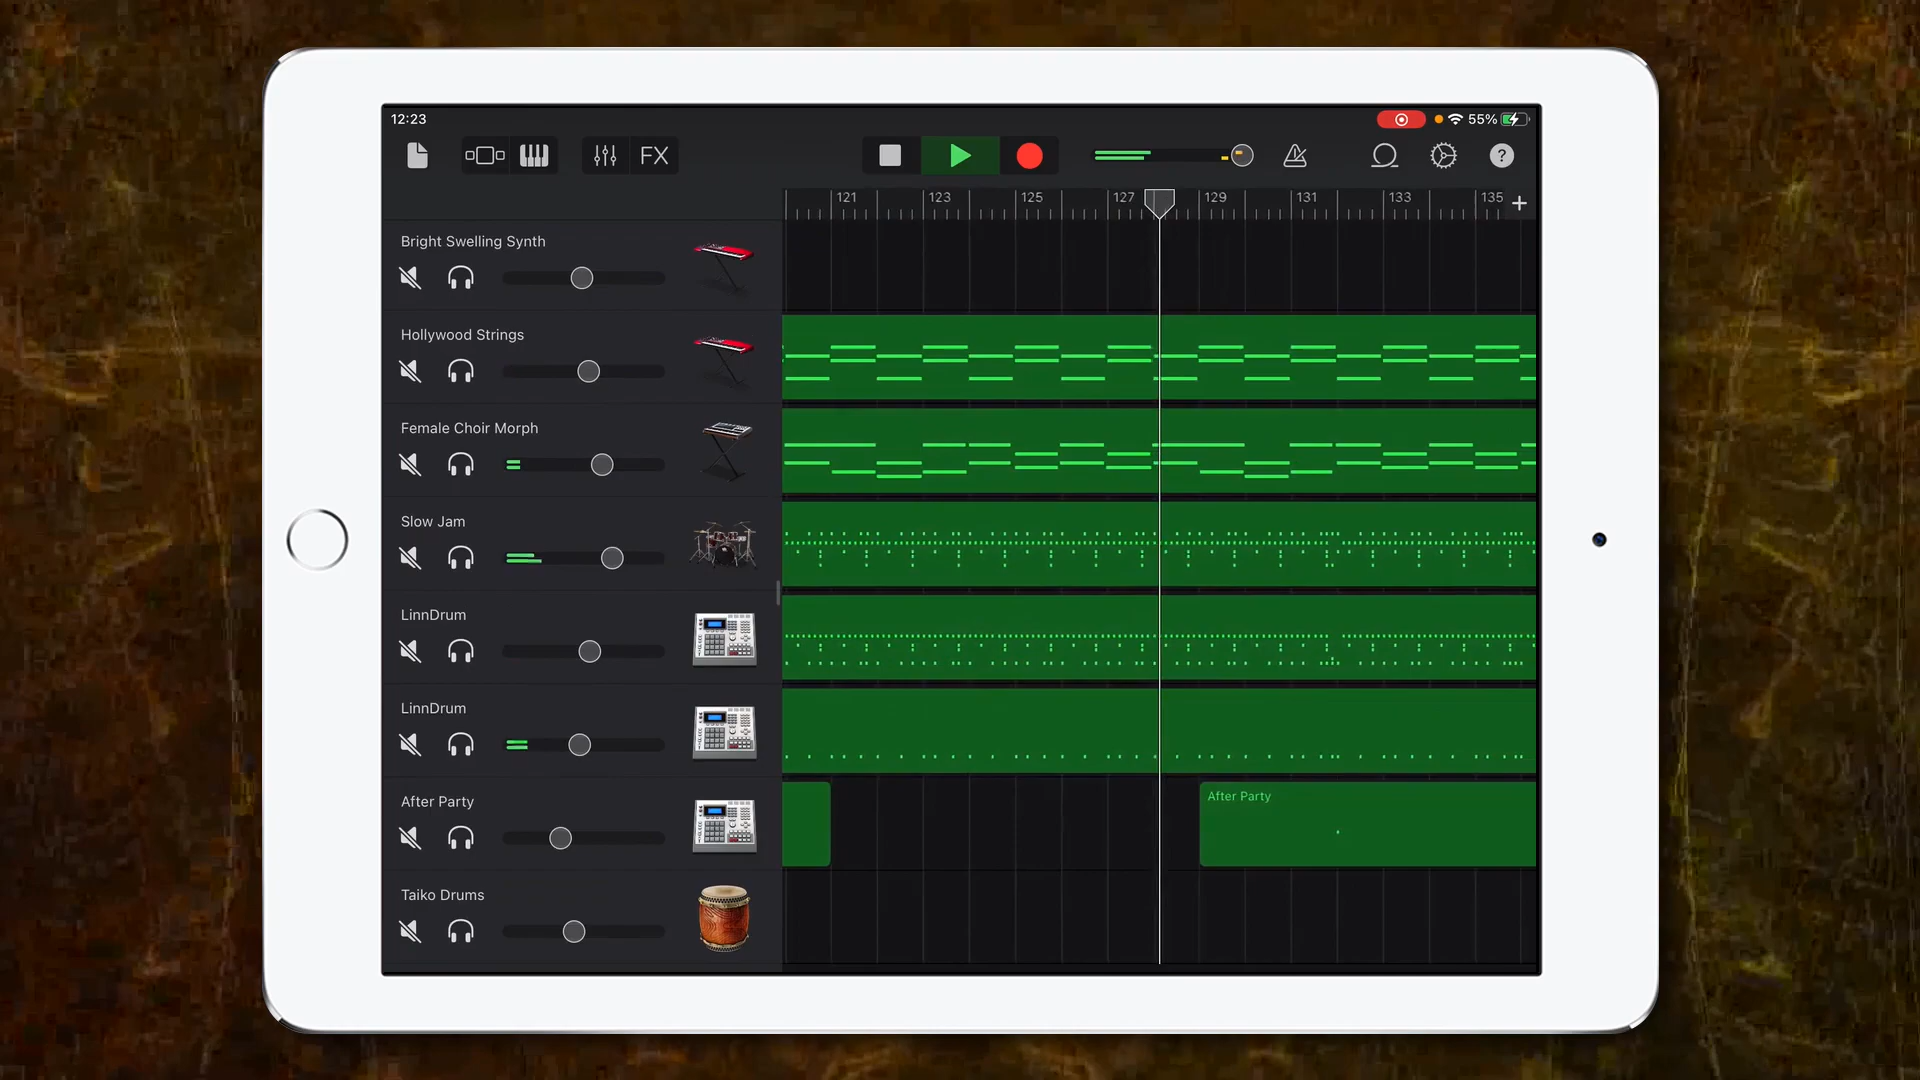 12:23
55%
FX
?
121 123 125 127 129 131 133 135 +
Bright Swelling Synth
Hollywood Strings
Female Choir Morph
Slow Jam
LinnDrum
LinnDrum
After Party
After Party
Taiko Drums